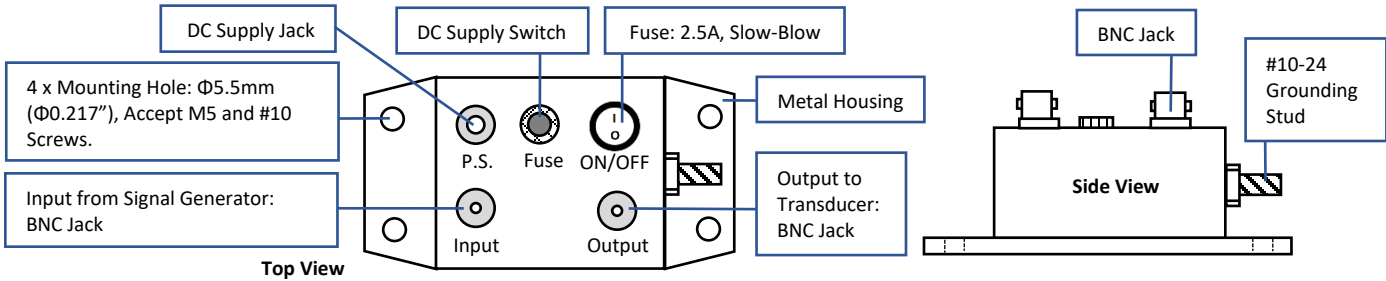 DC Supply Jack
DC Supply Switch
Fuse: 2.5A, Slow-Blow
BNC Jack
4 x Mounting Hole: Φ5.5mm
(Φ0.217”), Accept M5 and #10
Screws.
#10-24
Grounding
Stud
Metal Housing
I
O
P.S.
Fuse
ON/OFF
Input from Signal Generator:
BNC Jack
Output to
Transducer:
BNC Jack
Side View
Input
Output
Top View